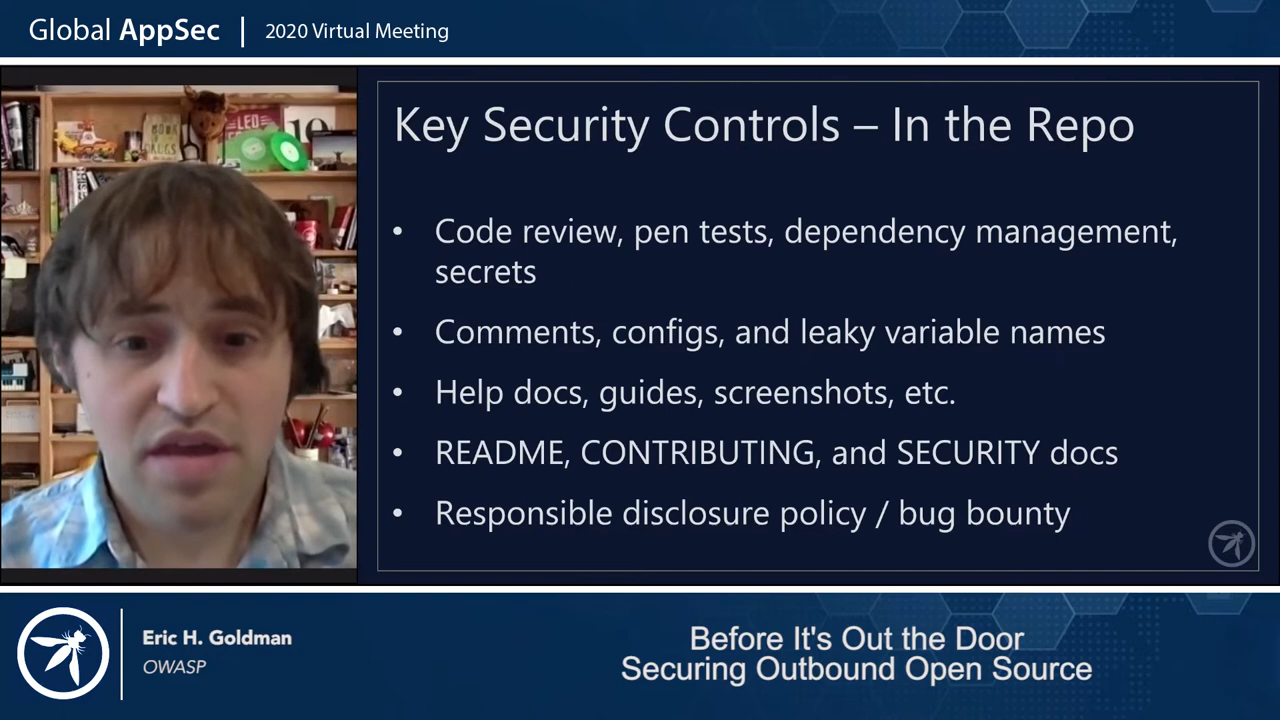 Global AppSec | 2020 Virtual Meeting
LED
Key Security Controls – In the Repo
• Code review, pen tests, dependency management,
secrets
• Comments, configs, and leaky variable names
• Help docs, guides, screenshots, etc.
• README, CONTRIBUTING, and SECURITY docs
• Responsible disclosure policy / bug bounty
Eric H. Goldman
OWASP
Before It's Out the Door
Securing Outbound Open Source